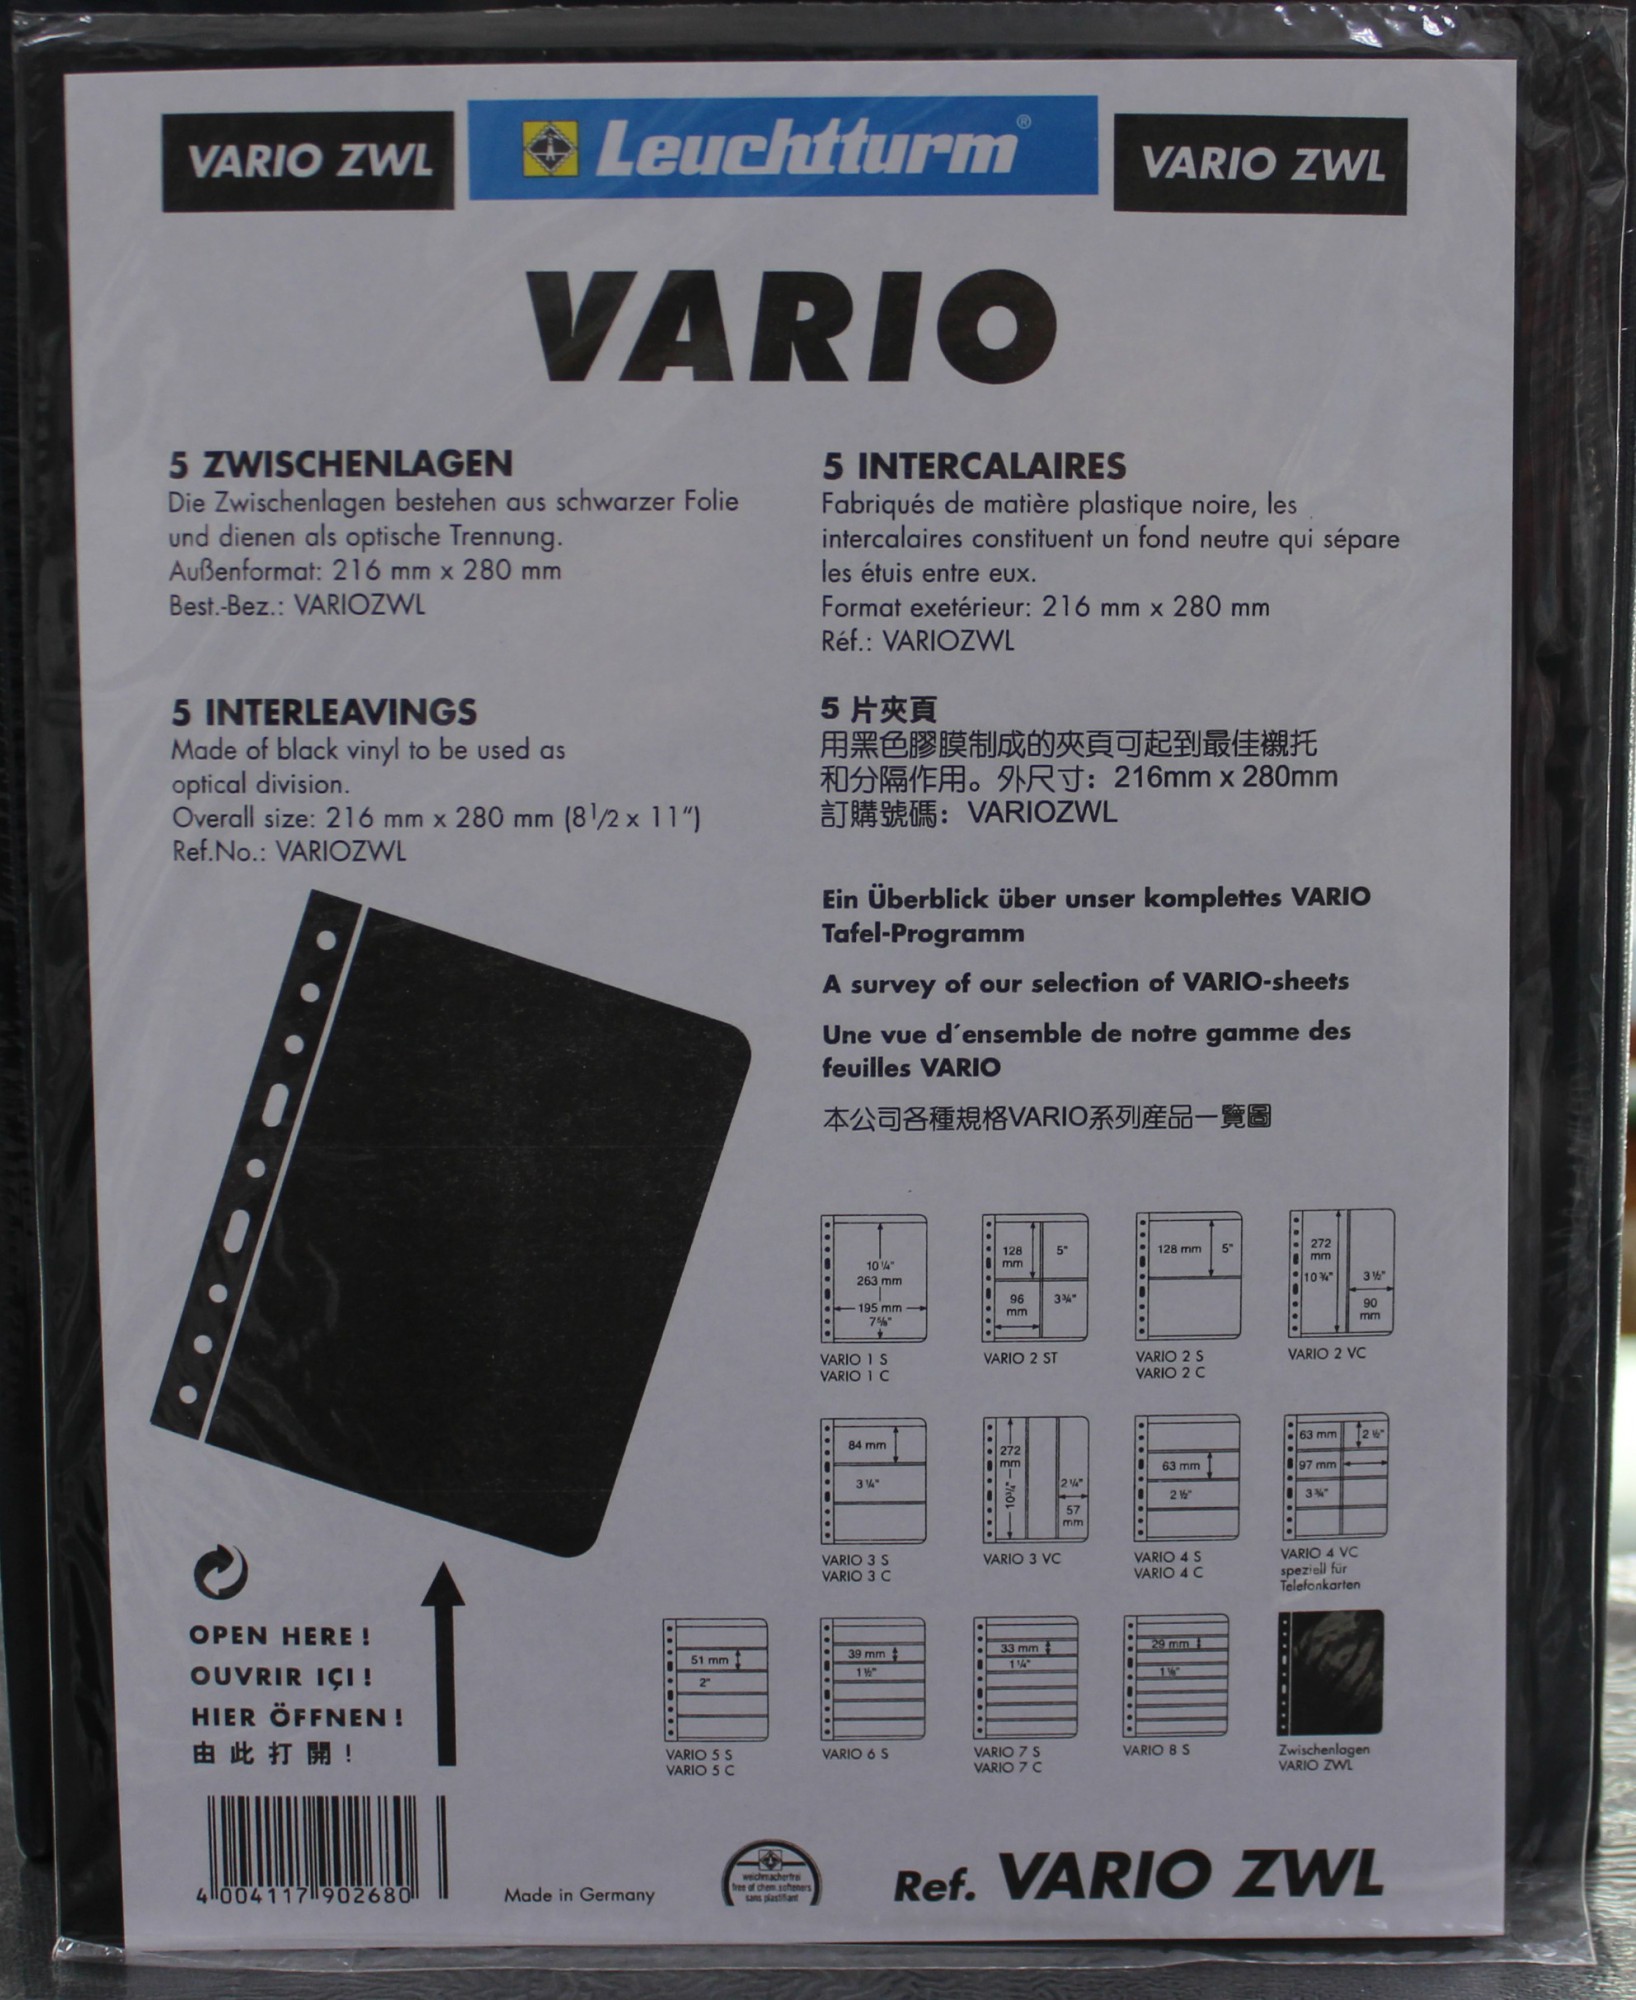 VARIO ZWL
Leuchtturm®
VARIO ZWL
VARIO
5 ZWISCHENLAGEN
Die Zwischenlagen bestehen aus schwarzer Folie
und dienen als optische Trennung.
Außenformat: 216 mm x 280 mm
Best.-Bez.: VARIOZWL
5 INTERCALAIRES
Fabriqués de matière plastique noire, les
intercalaires constituent un fond neutre qui sépare
les étuis entre eux.
Format exetérieur: 216 mm x 280 mm
Réf.: VARIOZWL
5 INTERLEAVINGS
Made of black vinyl to be used as
optical division.
Overall size: 216 mm x 280 mm (8 1/2 x 11")
Ref.No.: VARIOZWL
5 片夾頁
用黑色膠膜制成的夾頁可起到最佳襯托
和分隔作用。外尺寸: 216mm x 280mm
訂購號碼: VARIOZWL
Ein Überblick über unser komplettes VARIO
Tafel-Programm
A survey of our selection of VARIO-sheets
Une vue d´ensemble de notre gamme des
feuilles VARIO
本公司各種規格VARIO系列產品一覽圖
10 ¼"
263 mm
195 mm
7⅝"
VARIO 1 S
VARIO 1 C
128 mm
5"
96 mm
3¾"
VARIO 2 ST
128 mm
5"
VARIO 2 S
VARIO 2 C
272 mm
10 ¾"
3 ½"
90 mm
VARIO 2 VC
84 mm
3 ¼"
VARIO 3 S
VARIO 3 C
272 mm
10¾"
2 ¼"
57 mm
VARIO 3 VC
63 mm
2 ½"
VARIO 4 S
VARIO 4 C
63 mm
2 ½"
97 mm
3 ¾"
VARIO 4 VC
speziell für
Telefonkarten
51 mm
2"
VARIO 5 S
VARIO 5 C
39 mm
1 ½"
VARIO 6 S
33 mm
1 ¼"
VARIO 7 S
VARIO 7 C
29 mm
1 ⅛"
VARIO 8 S
Zwischenlagen
VARIO ZWL
OPEN HERE !
OUVRIR IÇI !
HIER ÖFFNEN !
由 此 打 開 !
4 004117 902680
Made in Germany
weichmacherfrei
free of chem. softeners
sans plastifiant
Ref. VARIO ZWL